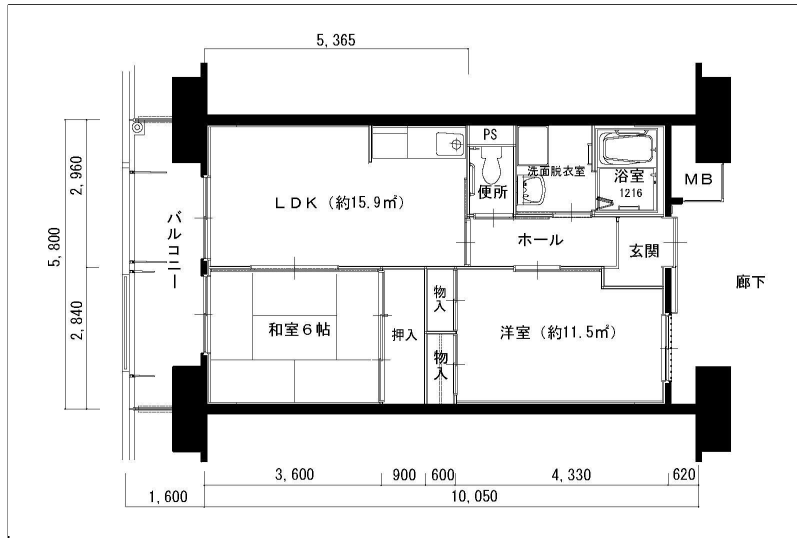 5,365
PS
洗面脱衣室
浴室
1216
MB
便所
2,960
LDK（約15.9㎡）
ホール
玄関
バルコニー
5,800
廊下
2,840
物入
和室６帖
押入
洋室（約11.5㎡）
物入
3,600
900
600
4,330
620
1,600
10,050